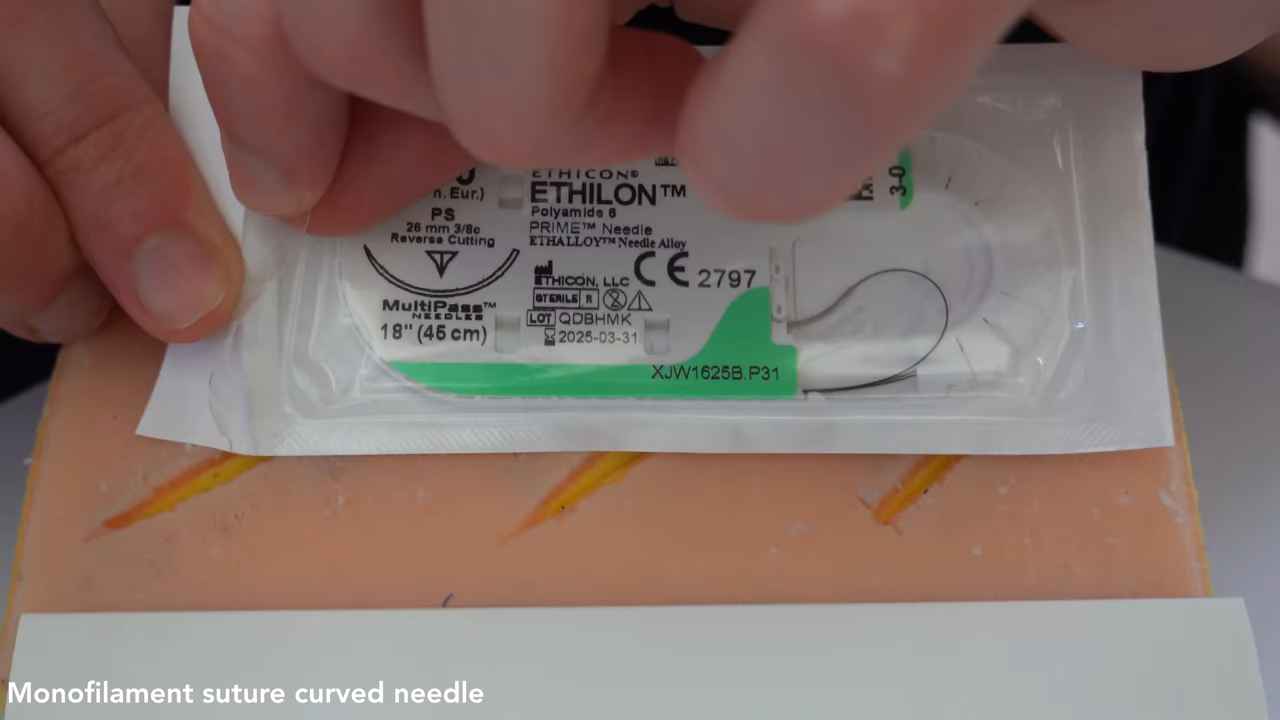 n. Eur.)
PS
26 mm 3/8c
Reverse Cutting
MultiPass™
NEEDLES
18" (45 cm)
ETHICON®
ETHILON™
Polyamide 6
PRIME™ Needle
ETHALLOY™ Needle Alloy
ETHICON, LLC CE 2797
STERILE R
LOT QDBHMK
2025-03-31
XJW1625B.P31
3-0
Monofilament suture curved needle